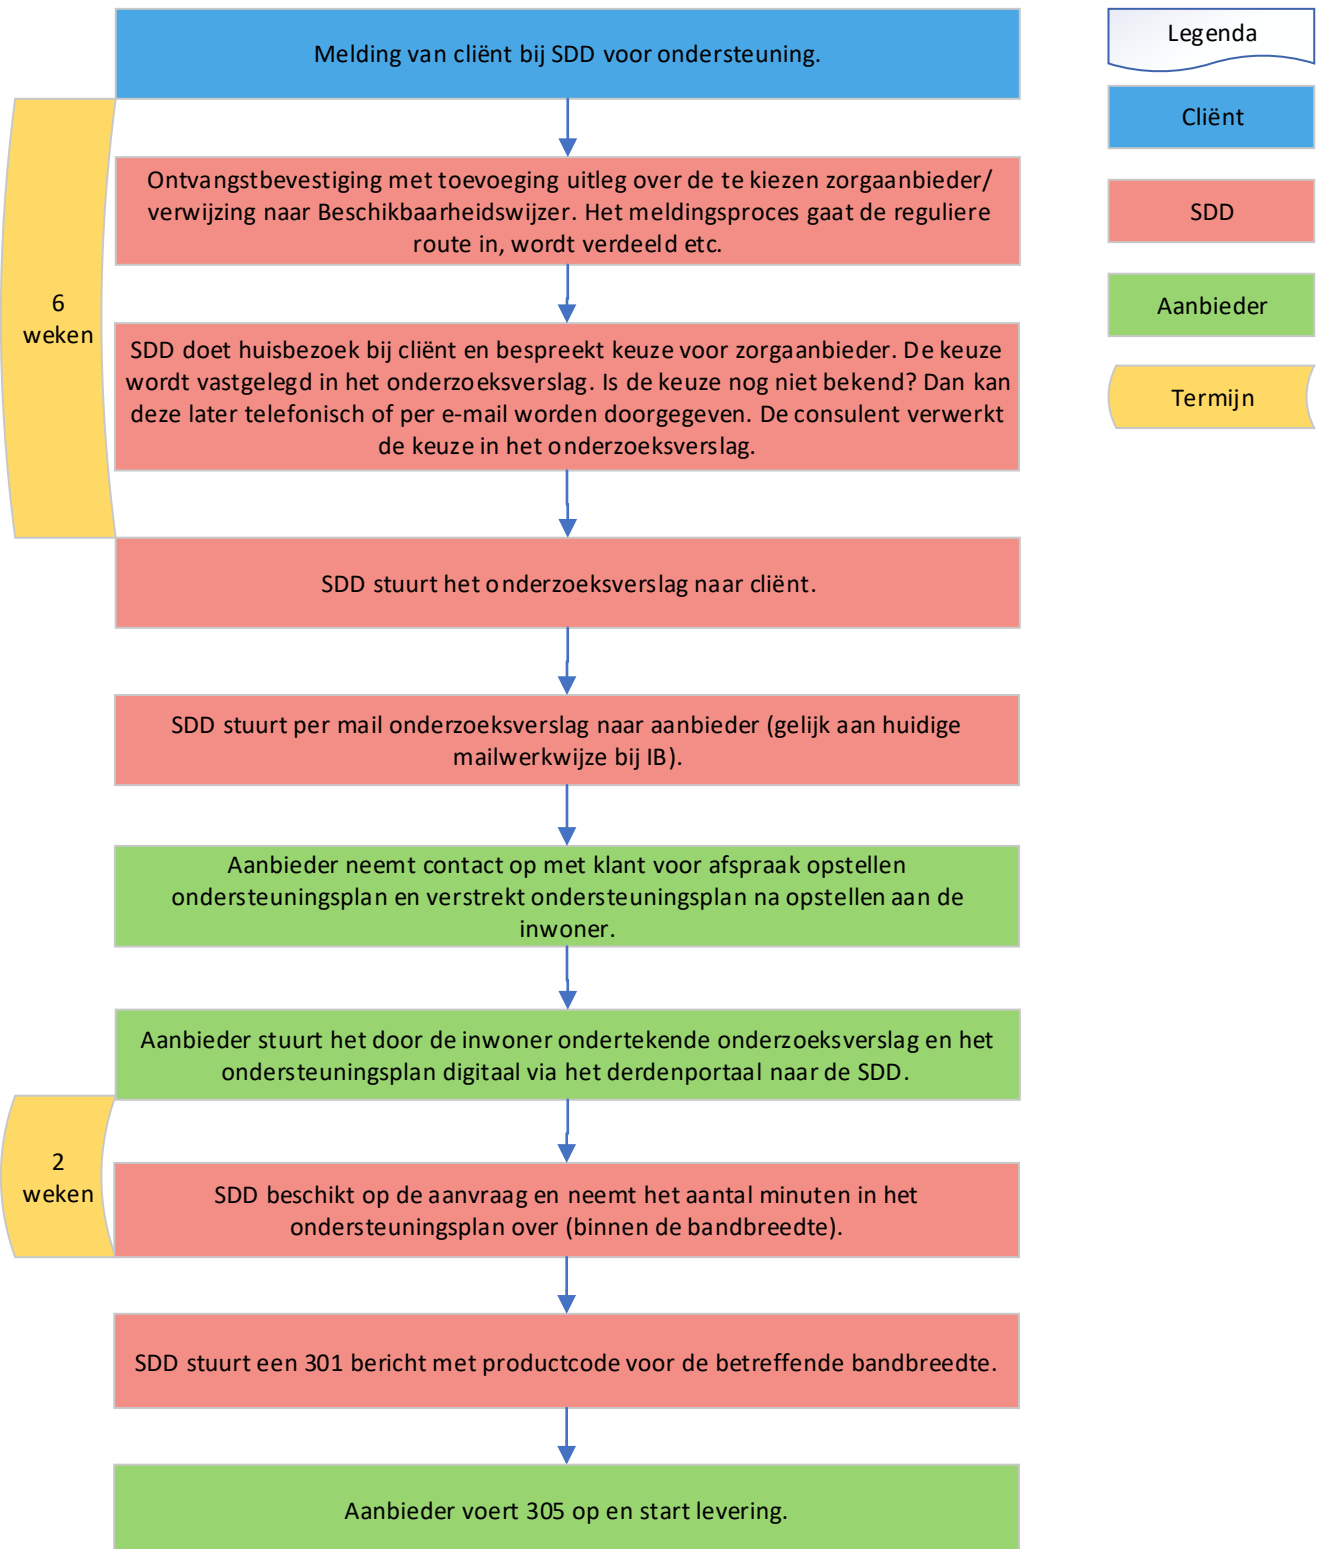 Melding van cliënt bij SDD voor ondersteuning.
Legenda
Cliënt
SDD
Aanbieder
Termijn
6
weken
Ontvangstbevestiging met toevoeging uitleg over de te kiezen zorgaanbieder/
verwijzing naar Beschikbaarheidswijzer. Het meldingsproces gaat de reguliere
route in, wordt verdeeld etc.
SDD doet huisbezoek bij cliënt en bespreekt keuze voor zorgaanbieder. De keuze
wordt vastgelegd in het onderzoeksverslag. Is de keuze nog niet bekend? Dan kan
deze later telefonisch of per e-mail worden doorgegeven. De consulent verwerkt
de keuze in het onderzoeksverslag.
SDD stuurt het onderzoeksverslag naar cliënt.
SDD stuurt per mail onderzoeksverslag naar aanbieder (gelijk aan huidige
mailwerkwijze bij IB).
Aanbieder neemt contact op met klant voor afspraak opstellen
ondersteuningsplan en verstrekt ondersteuningsplan na opstellen aan de
inwoner.
Aanbieder stuurt het door de inwoner ondertekende onderzoeksverslag en het
ondersteuningsplan digitaal via het derdenportaal naar de SDD.
2
weken
SDD beschikt op de aanvraag en neemt het aantal minuten in het
ondersteuningsplan over (binnen de bandbreedte).
SDD stuurt een 301 bericht met productcode voor de betreffende bandbreedte.
Aanbieder voert 305 op en start levering.